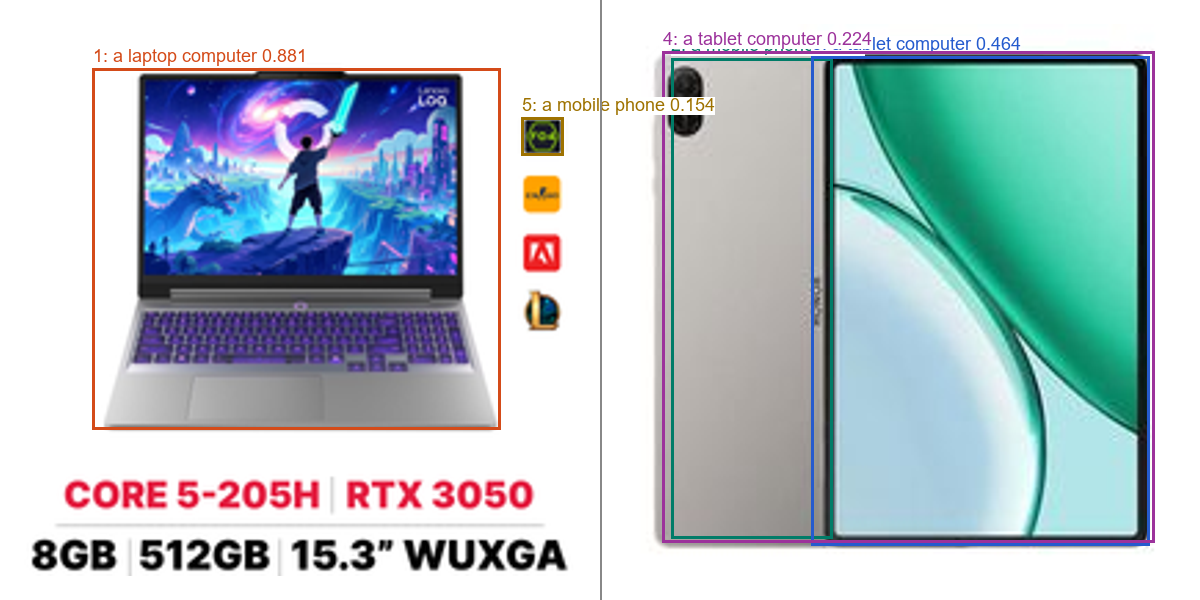 1: a laptop computer 0.881
4: a tablet computer 0.224
let computer 0.464
5: a mobile phone 0.154
Lenovo
LOQ
HONOR
CORE 5-205H | RTX 3050
8GB | 512GB | 15.3” WUXGA